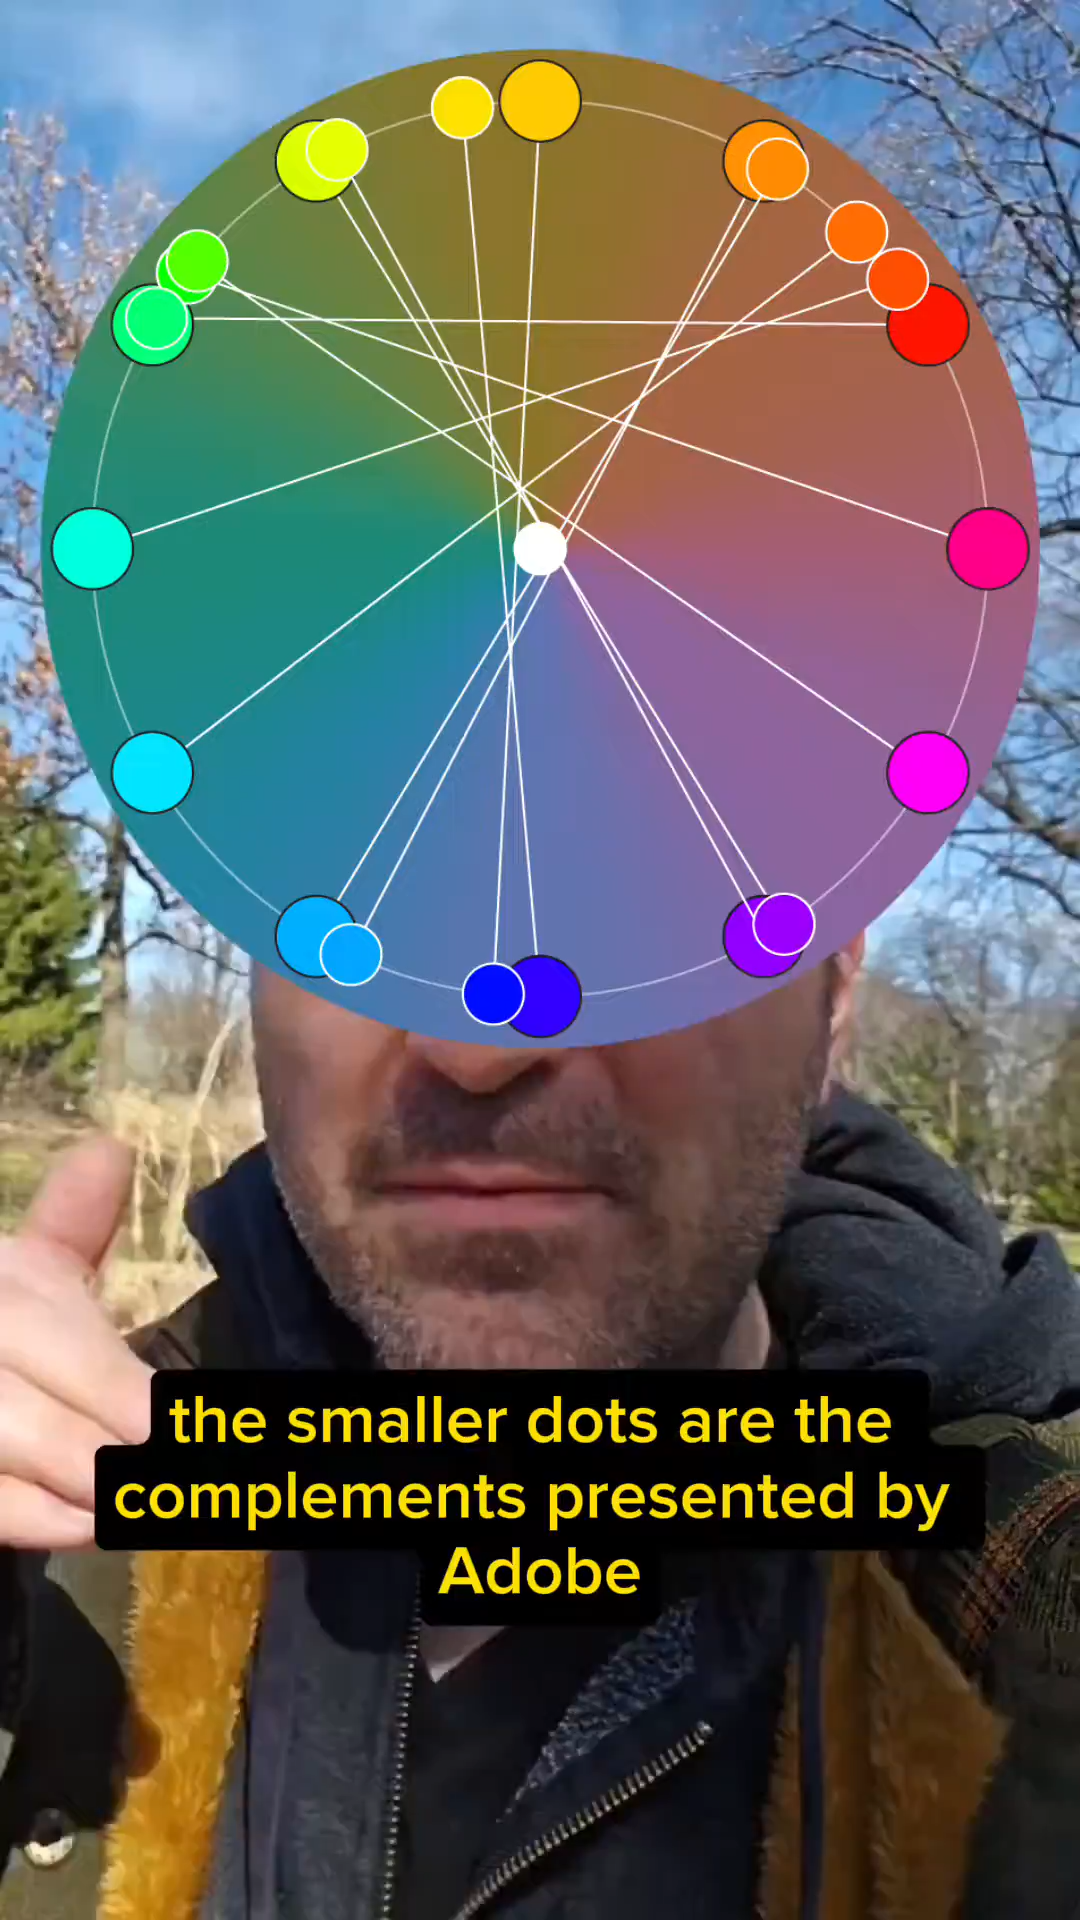 the smaller dots are the
complements presented by
Adobe